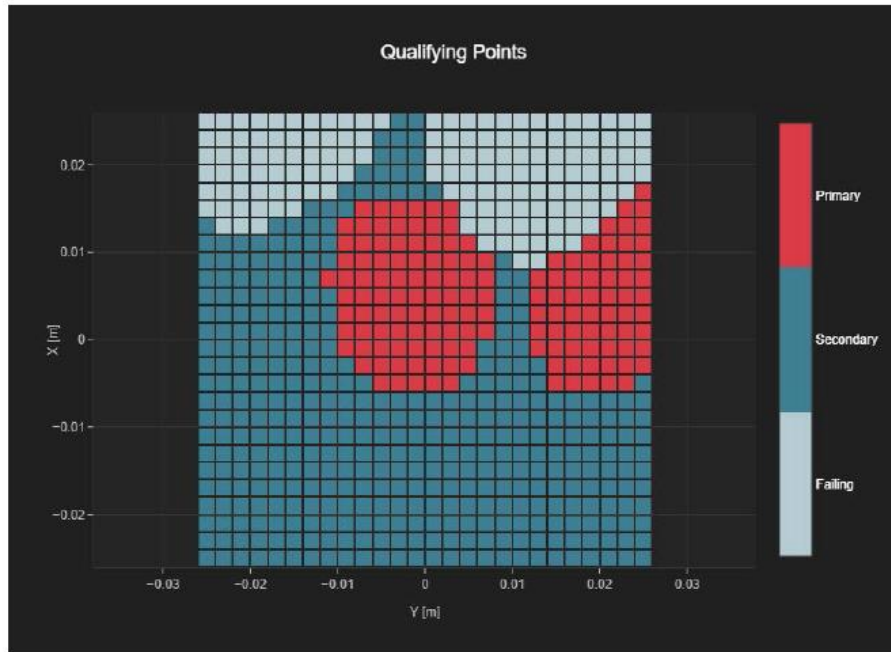 Qualifying Points
0.02
0.01
0
−0.01
−0.02
X [m]
−0.03
−0.02
−0.01
0
0.01
0.02
0.03
Y [m]
Primary
Secondary
Failing